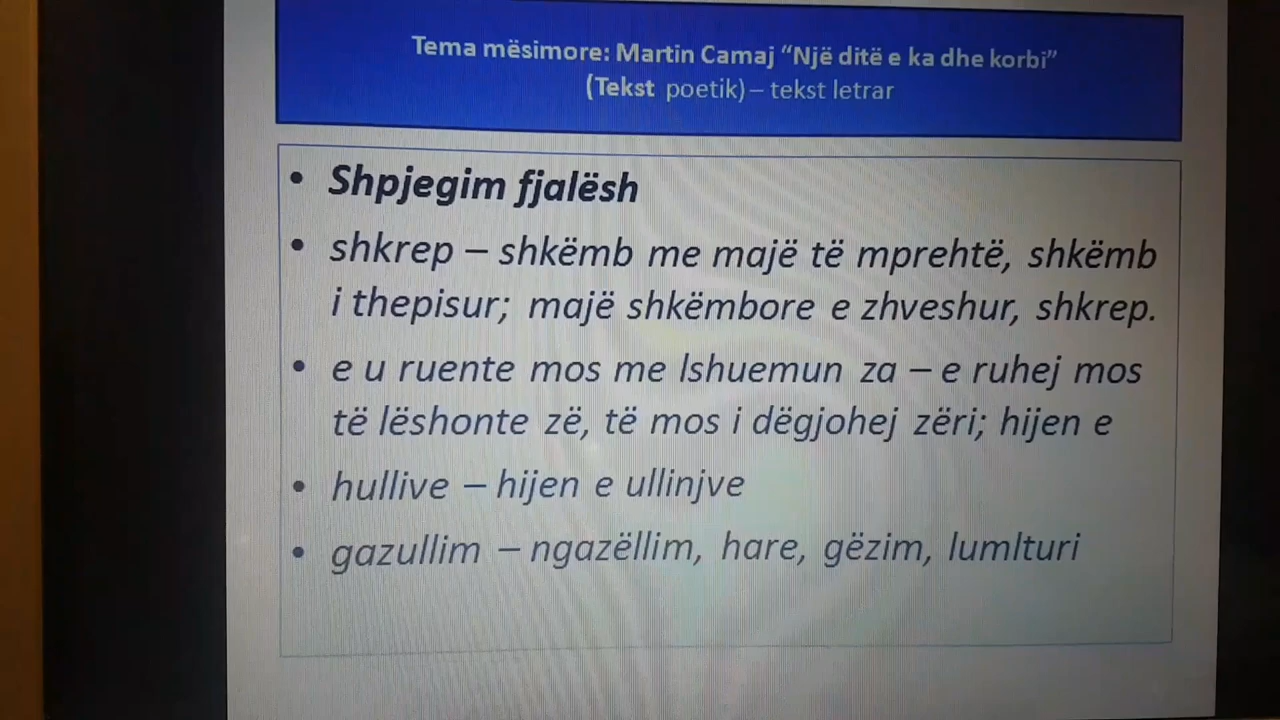 Tema mësimore: Martin Camaj “Një ditë e ka dhe korbi”
(Tekst poetik) – tekst letrar
• Shpjegim fjalësh
• shkrep – shkëmb me majë të mprehtë, shkëmb
i thepisur; majë shkëmbore e zhveshur, shkrep.
• e u ruente mos me lshuemun za – e ruhej mos
të lëshonte zë, të mos i dëgjohej zëri; hijen e
• hullive – hijen e ullinjve
• gazullim – ngazëllim, hare, gëzim, lumlturi